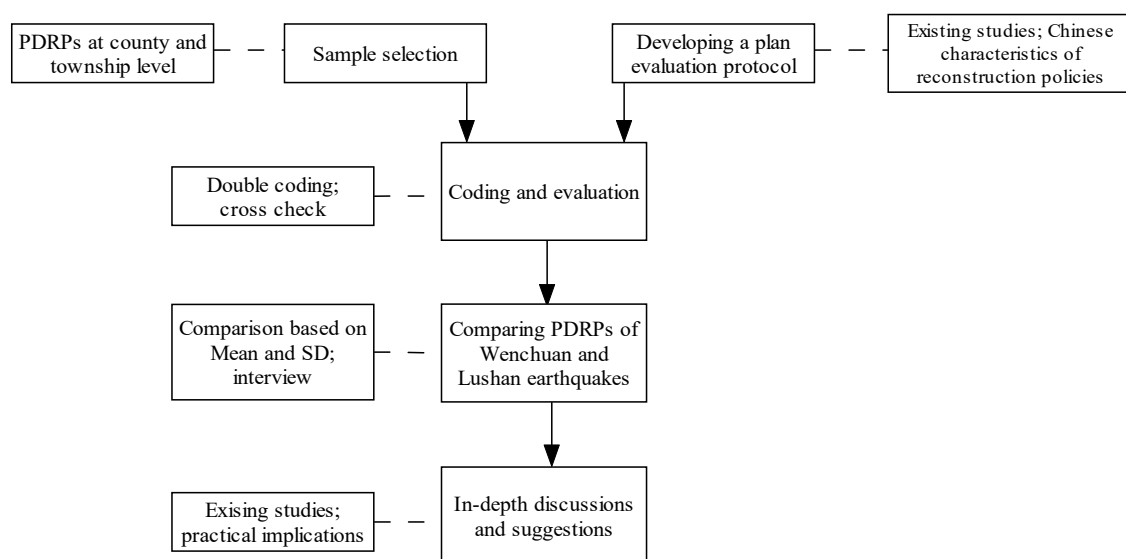 PDRPs at county and
township level
Sample selection
Developing a plan
evaluation protocol
Existing studies; Chinese
characteristics of
reconstruction policies
Double coding;
cross check
Coding and evaluation
Comparison based on
Mean and SD;
interview
Comparing PDRPs of
Wenchuan and
Lushan earthquakes
Exising studies;
practical implications
In-depth discussions
and suggestions